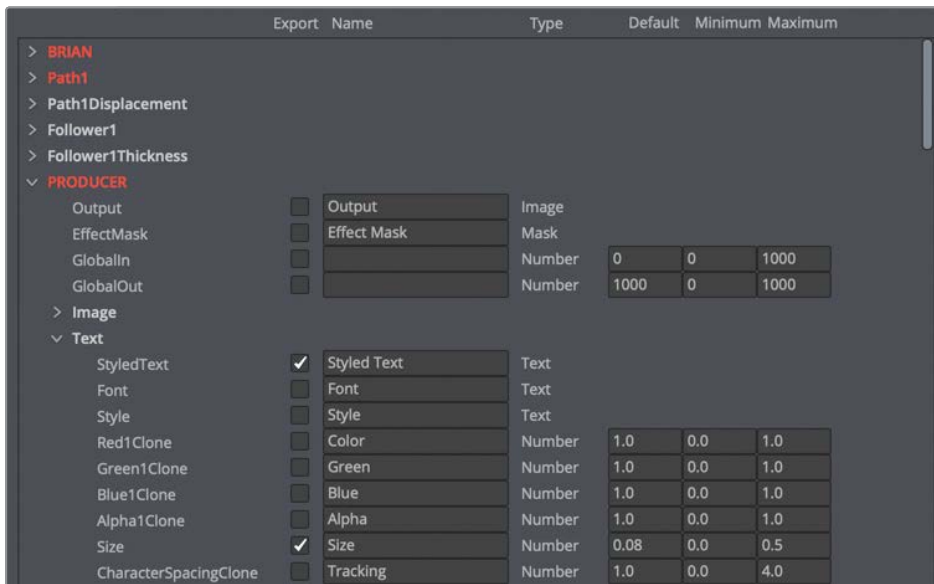 Export Name Type Default Minimum Maximum
> BRIAN
> Path1
> Path1Displacement
> Follower1
> Follower1Thickness
PRODUCER
Output Output Image
EffectMask Effect Mask Mask
GlobalIn Number 0 0 1000
GlobalOut Number 1000 0 1000
> Image
Text
StyledText Styled Text Text
Font Font Text
Style Style Text
Red1Clone Color Number 1.0 0.0 1.0
Green1Clone Green Number 1.0 0.0 1.0
Blue1Clone Blue Number 1.0 0.0 1.0
Alpha1Clone Alpha Number 1.0 0.0 1.0
Size Size Number 0.08 0.0 0.5
CharacterSpacingClone Tracking Number 1.0 0.0 4.0